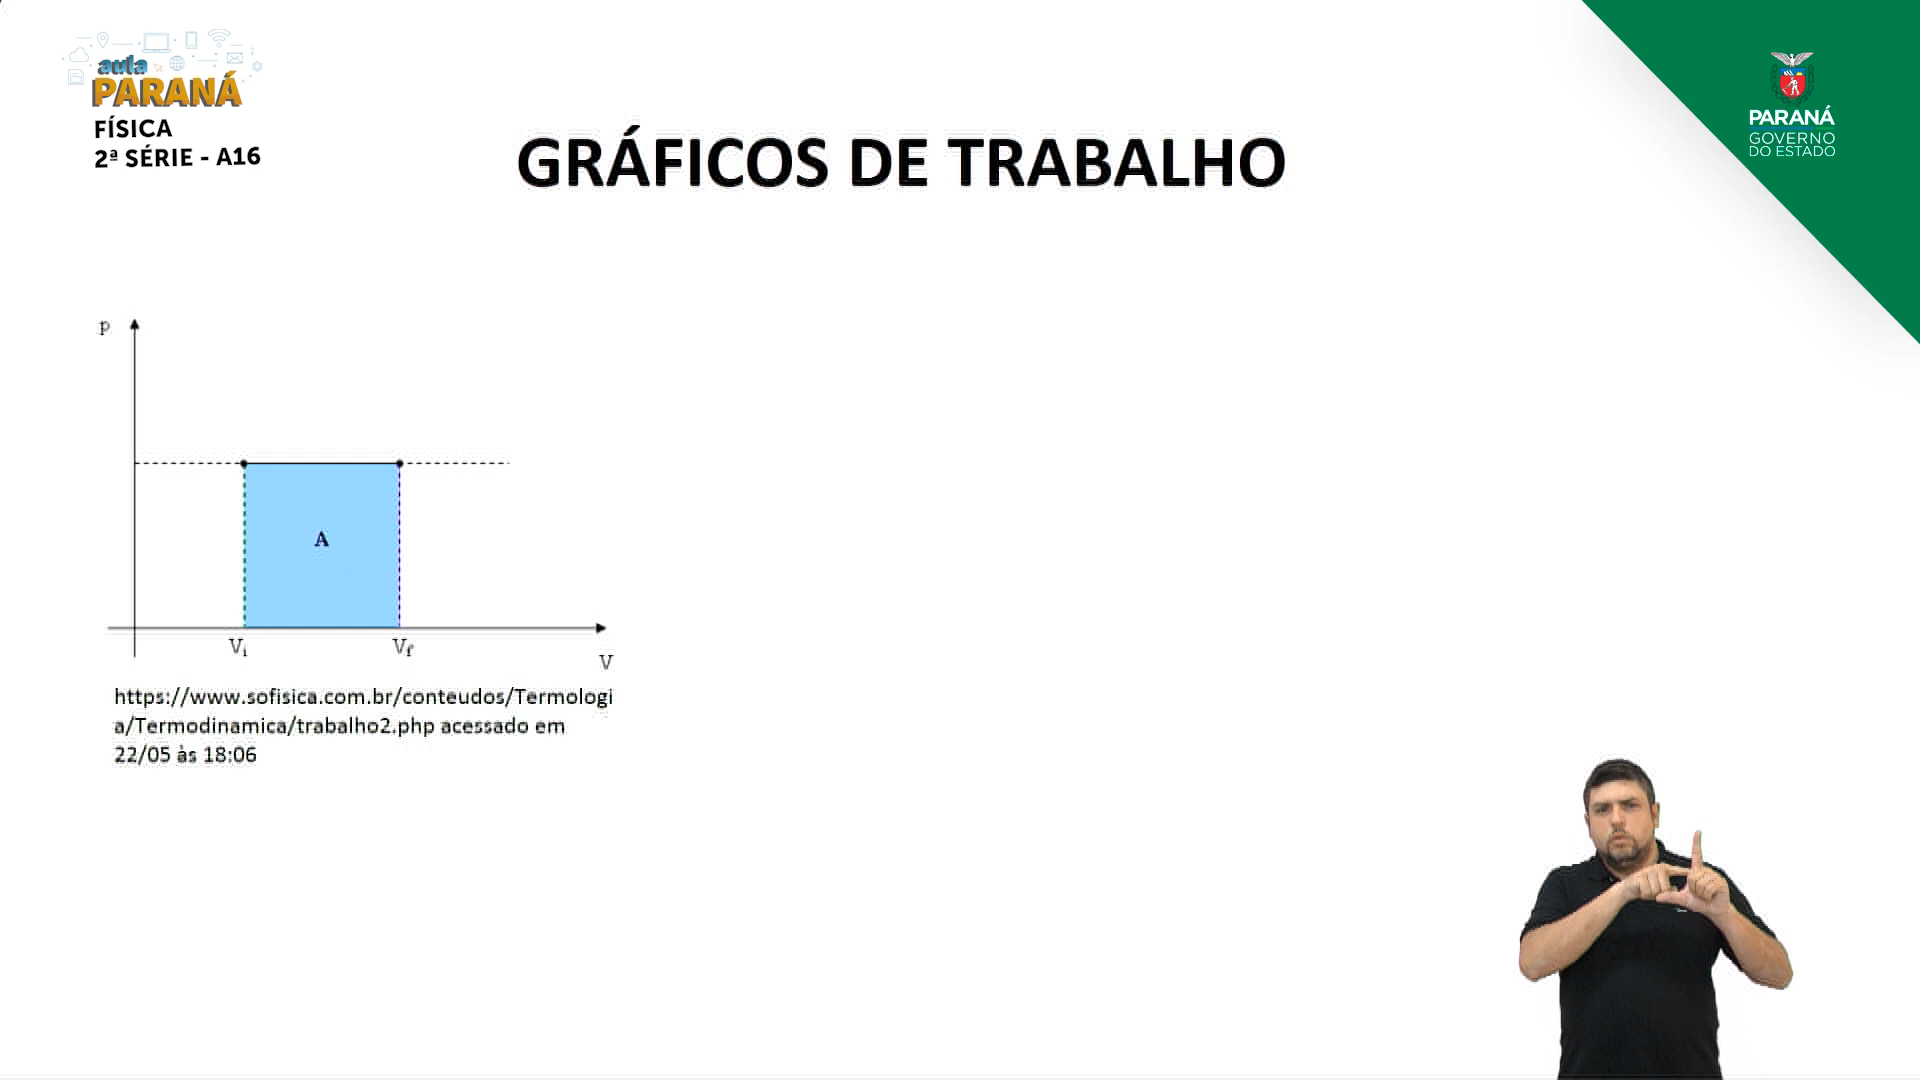 aula
PARANÁ
FÍSICA
2ª SÉRIE - A16
PARANÁ
GOVERNO
DO ESTADO
GRÁFICOS DE TRABALHO
p
A
Vi
Vf
V
https://www.sofisica.com.br/conteudos/Termologi
a/Termodinamica/trabalho2.php acessado em
22/05 às 18:06